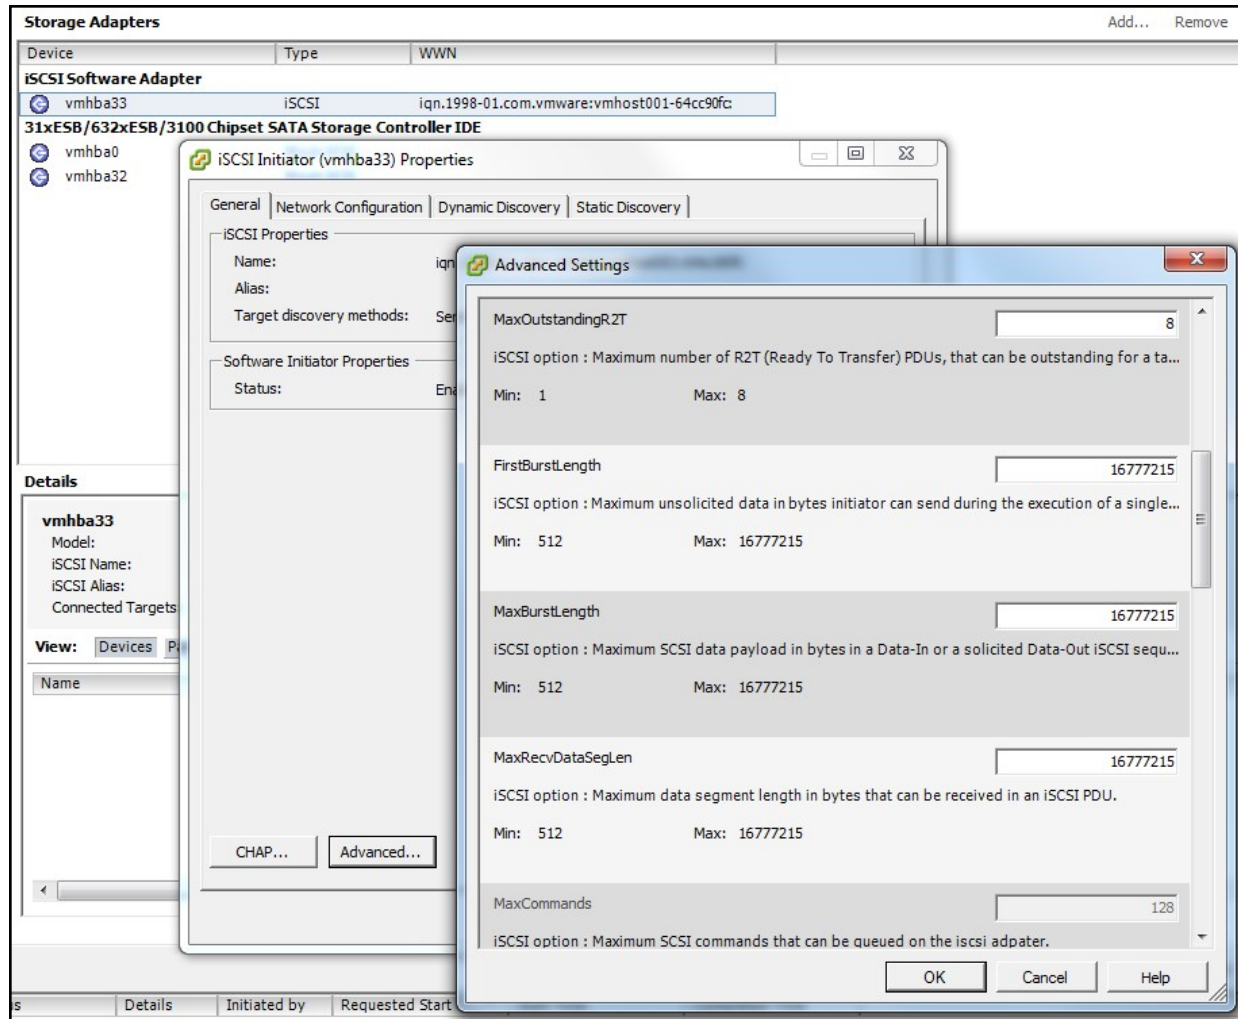 Storage Adapters
Add... Remove
Device Type WWN
iSCSI Software Adapter
vmhba33 iSCSI iqn.1998-01.com.vmware:vmhost001-64cc90fc:
31xESB/632xESB/3100 Chipset SATA Storage Controller IDE
vmhba0
vmhba32
iSCSI Initiator (vmhba33) Properties
General Network Configuration Dynamic Discovery Static Discovery
iSCSI Properties
Name: iqn
Alias:
Target discovery methods:
Software Initiator Properties
Status:
CHAP... Advanced...
Advanced Settings
MaxOutstandingR2T 8
iSCSI option : Maximum number of R2T (Ready To Transfer) PDUs, that can be outstanding for a ta...
Min: 1 Max: 8
FirstBurstLength 16777215
iSCSI option : Maximum unsolicited data in bytes initiator can send during the execution of a single...
Min: 512 Max: 16777215
MaxBurstLength 16777215
iSCSI option : Maximum SCSI data payload in bytes in a Data-In or a solicited Data-Out iSCSI sequ...
Min: 512 Max: 16777215
MaxRecvDataSegLen 16777215
iSCSI option : Maximum data segment length in bytes that can be received in an iSCSI PDU.
Min: 512 Max: 16777215
MaxCommands 128
iSCSI option : Maximum SCSI commands that can be queued on the iscsi adpater.
OK Cancel Help
Details
vmhba33
Model:
iSCSI Name:
iSCSI Alias:
Connected Targets
View: Devices
Name
Details Initiated by Requested Start